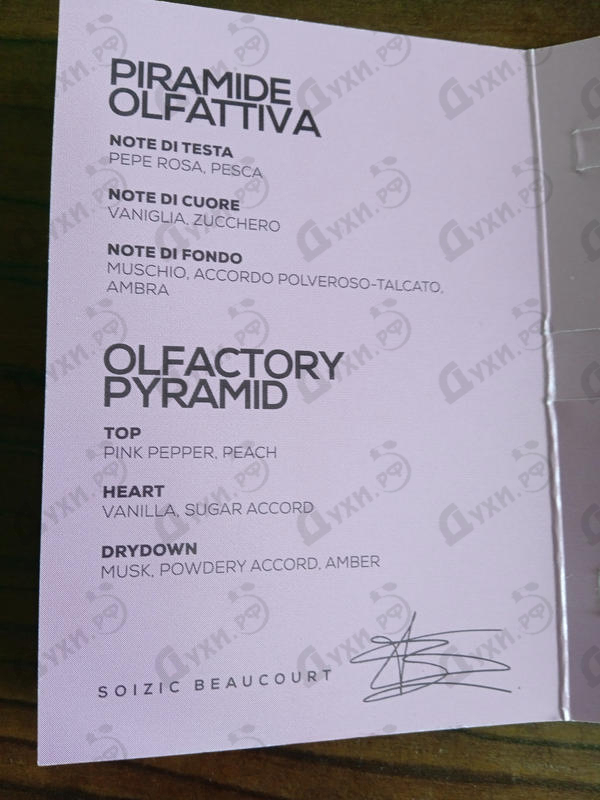 PIRAMIDE
OLFATTIVA
NOTE DI TESTA
PEPE ROSA, PESCA
NOTE DI CUORE
VANIGLIA, ZUCCHERO
NOTE DI FONDO
MUSCHIO, ACCORDO POLVEROSO-TALCATO,
AMBRA
OLFACTORY
PYRAMID
TOP
PINK PEPPER, PEACH
HEART
VANILLA, SUGAR ACCORD
DRYDOWN
MUSK, POWDERY ACCORD, AMBER
SOIZIC BEAUCOURT
Духи.рф